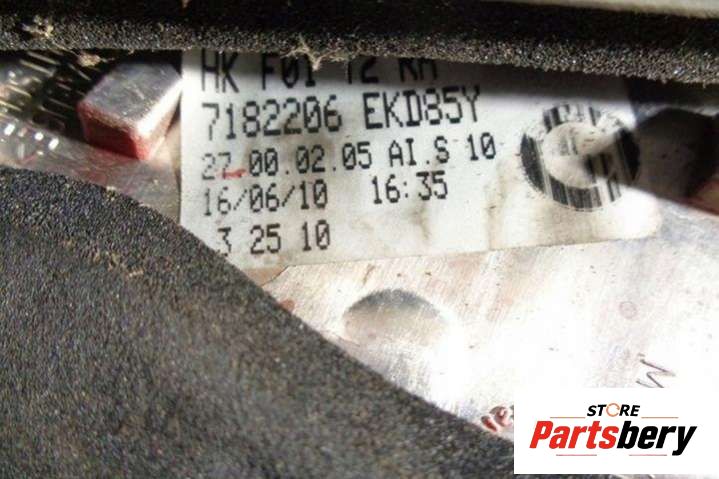 HK F01 T2 RH
7182206 EKD85Y
27.00.02.05 AI.S 10
16/06/10 16:35
3 25 10
STORE
Partsbery